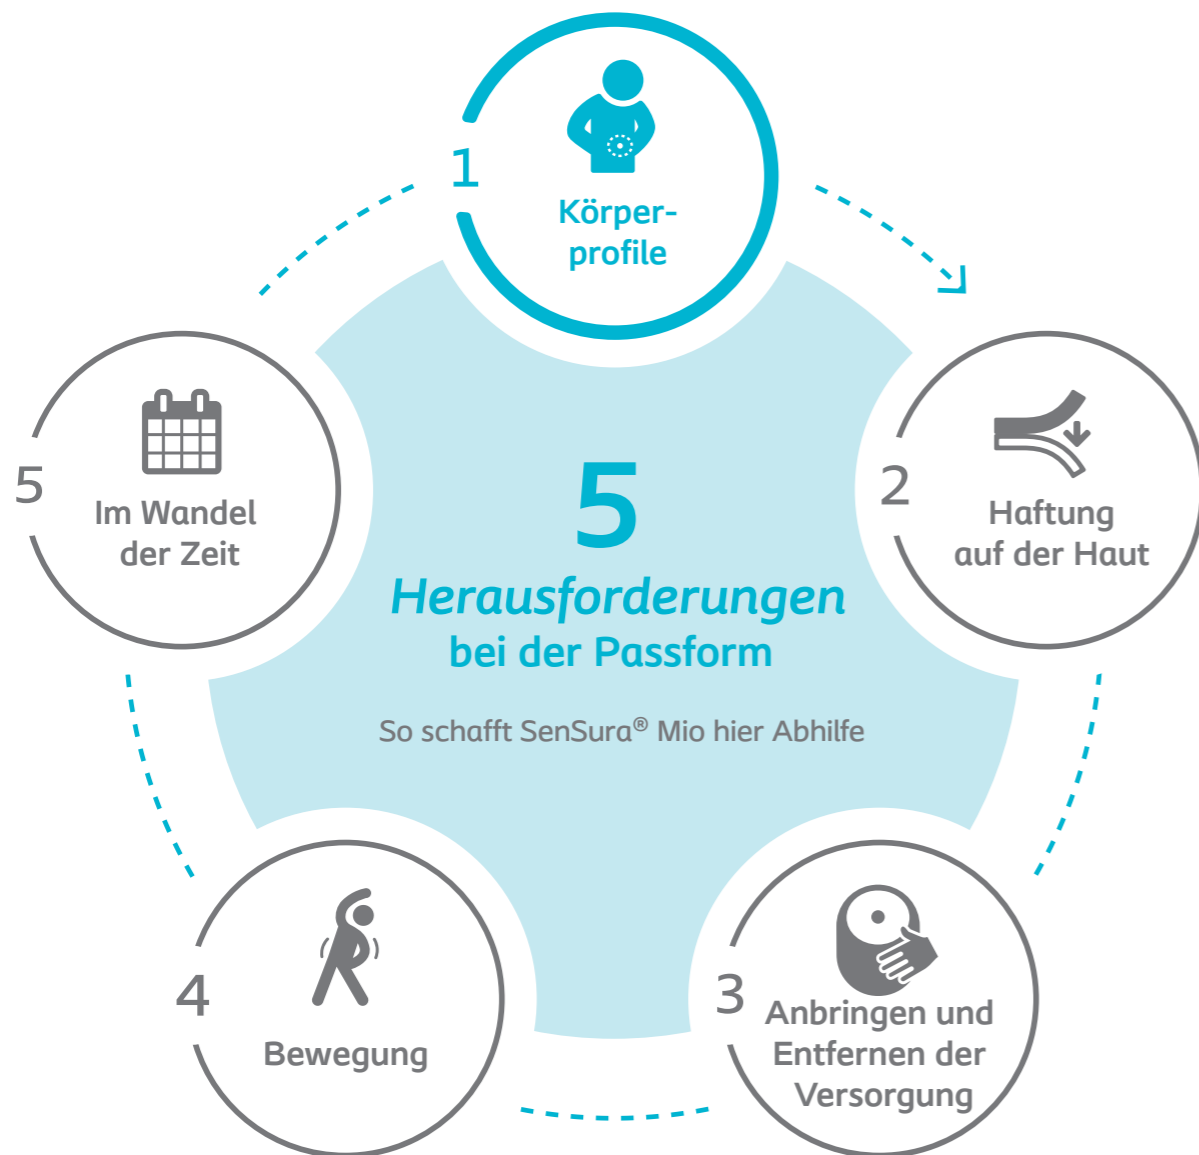 1
Körper-
profile
2
Haftung
auf der Haut
3
Anbringen und
Entfernen der
Versorgung
4
Bewegung
5
Im Wandel
der Zeit
5
Herausforderungen
bei der Passform
So schafft SenSura® Mio hier Abhilfe